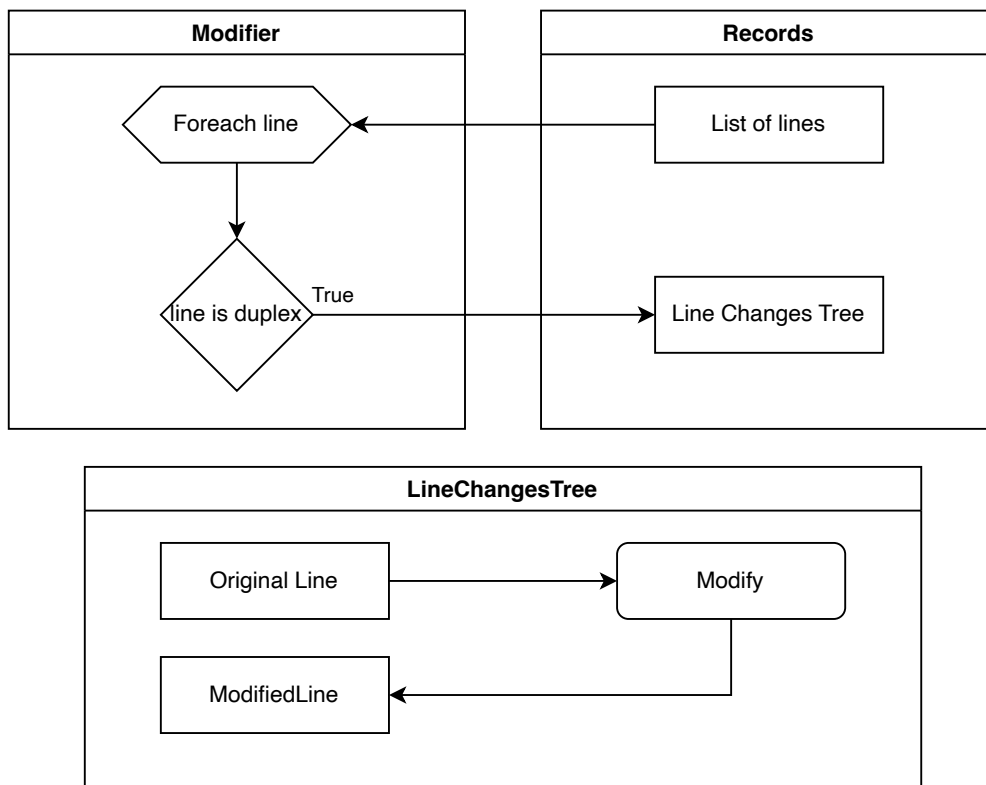 Modifier
Records
Foreach line
List of lines
line is duplex
True
Line Changes Tree
LineChangesTree
Original Line
Modify
ModifiedLine